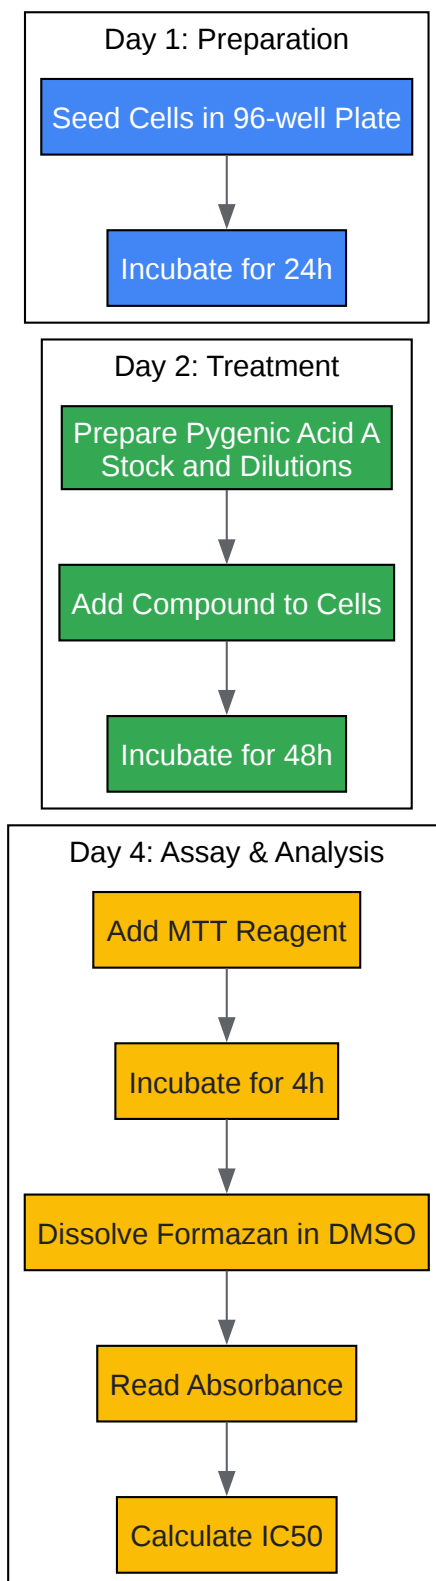 Day 1: Preparation
Seed Cells in 96-well Plate
Incubate for 24h
Day 2: Treatment
Prepare Pygenic Acid A
Stock and Dilutions
Add Compound to Cells
Incubate for 48h
Day 4: Assay & Analysis
Add MTT Reagent
Incubate for 4h
Dissolve Formazan in DMSO
Read Absorbance
Calculate IC50